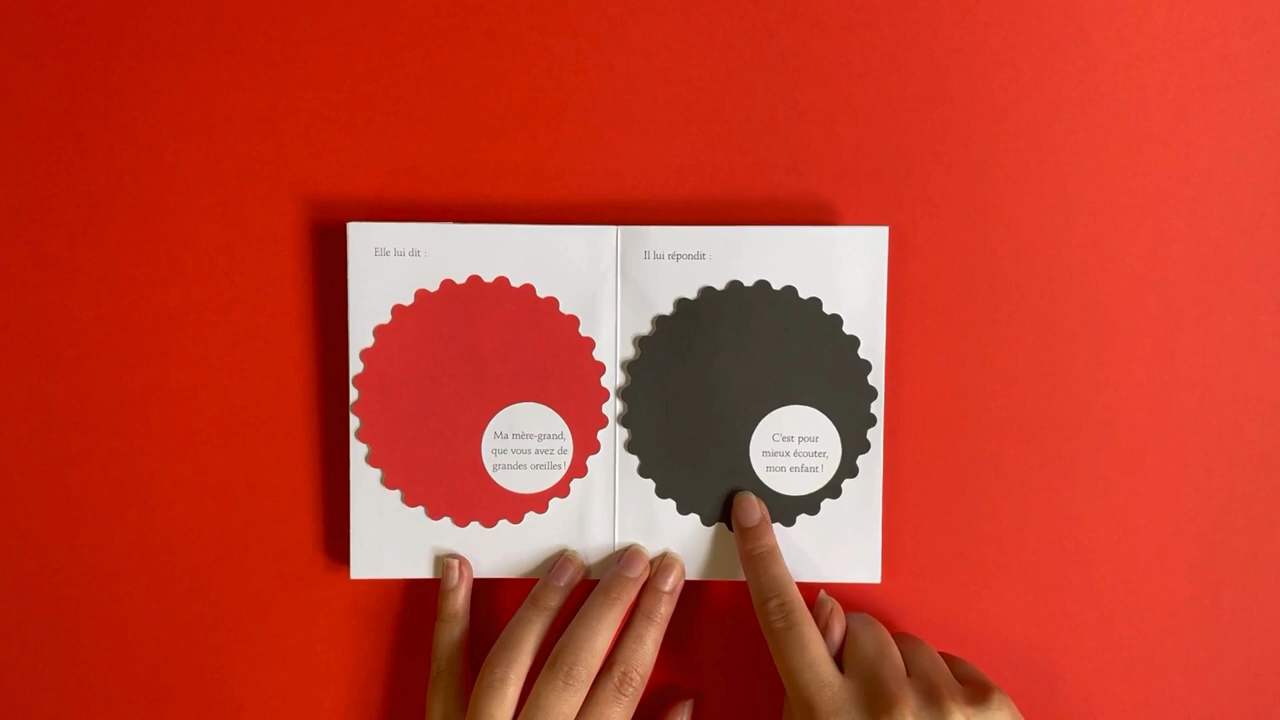 Elle lui dit :
Ma mère-grand,
que vous avez de
grandes oreilles !
Il lui répondit :
C'est pour
mieux écouter,
mon enfant !